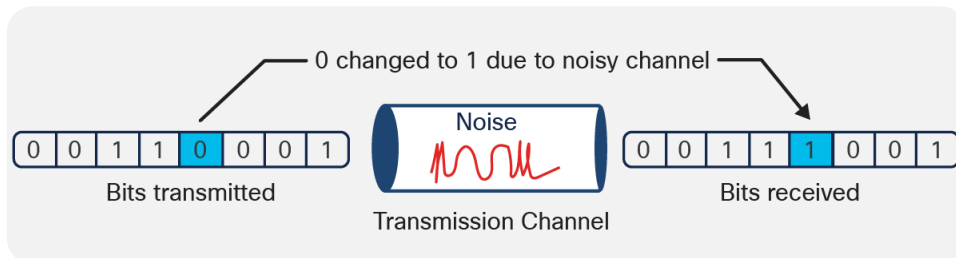 0 changed to 1 due to noisy channel
Noise
0 0 1 1 0 0 0 1
0 0 1 1 1 0 0 1
Bits transmitted
Bits received
Transmission Channel